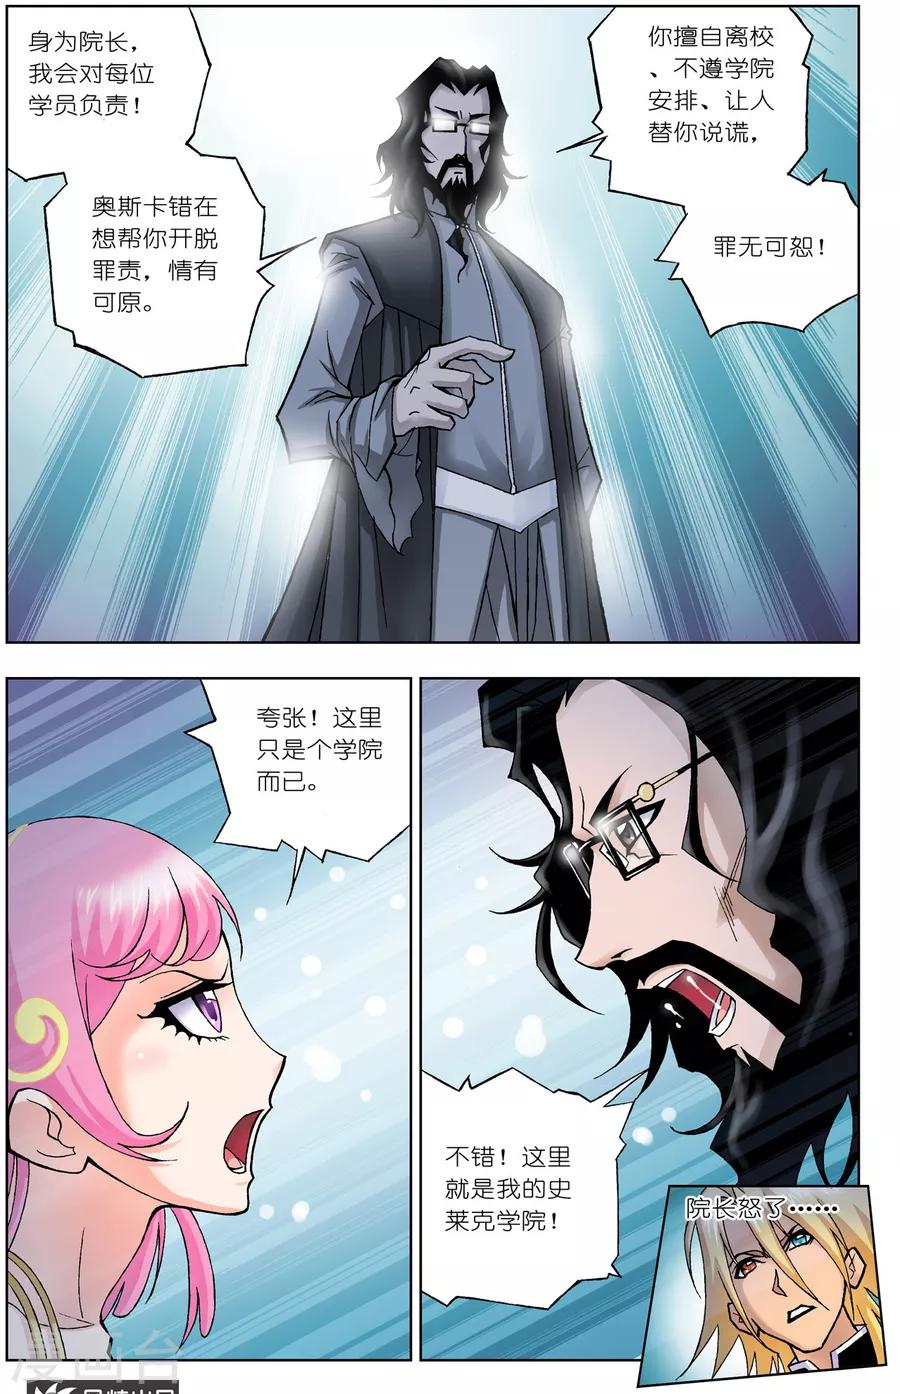 身为院长，
我会对每位
学员负责！
奥斯卡错在
想帮你开脱
罪责，情有
可原。
你擅自离校
、不遵学院
安排、让人
替你说谎，
罪无可恕！
夸张！这里
只是个学院
而已。
不错！这里
就是我的史
莱克学院！
院长怒了……
漫画台